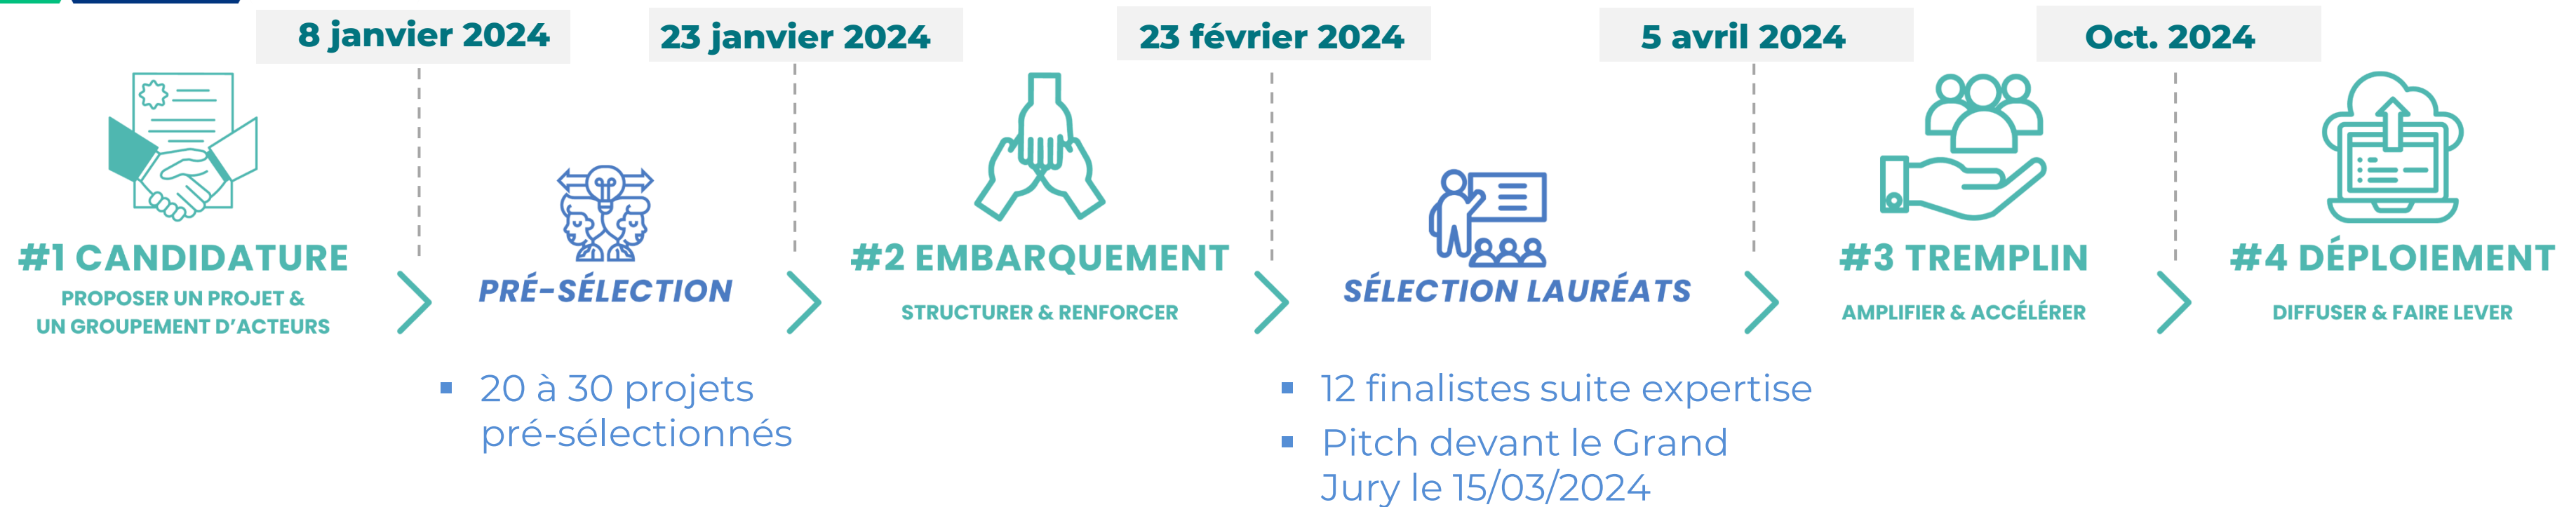 8 janvier 2024
23 janvier 2024
23 février 2024
5 avril 2024
Oct. 2024
#1 CANDIDATURE
PROPOSER UN PROJET &
UN GROUPEMENT D'ACTEURS
PRÉ-SÉLECTION
▪ 20 à 30 projets
pré-sélectionnés
#2 EMBARQUEMENT
STRUCTURER & RENFORCER
SÉLECTION LAURÉATS
▪ 12 finalistes suite expertise
▪ Pitch devant le Grand
Jury le 15/03/2024
#3 TREMPLIN
AMPLIFIER & ACCÉLÉRER
#4 DÉPLOIEMENT
DIFFUSER & FAIRE LEVER